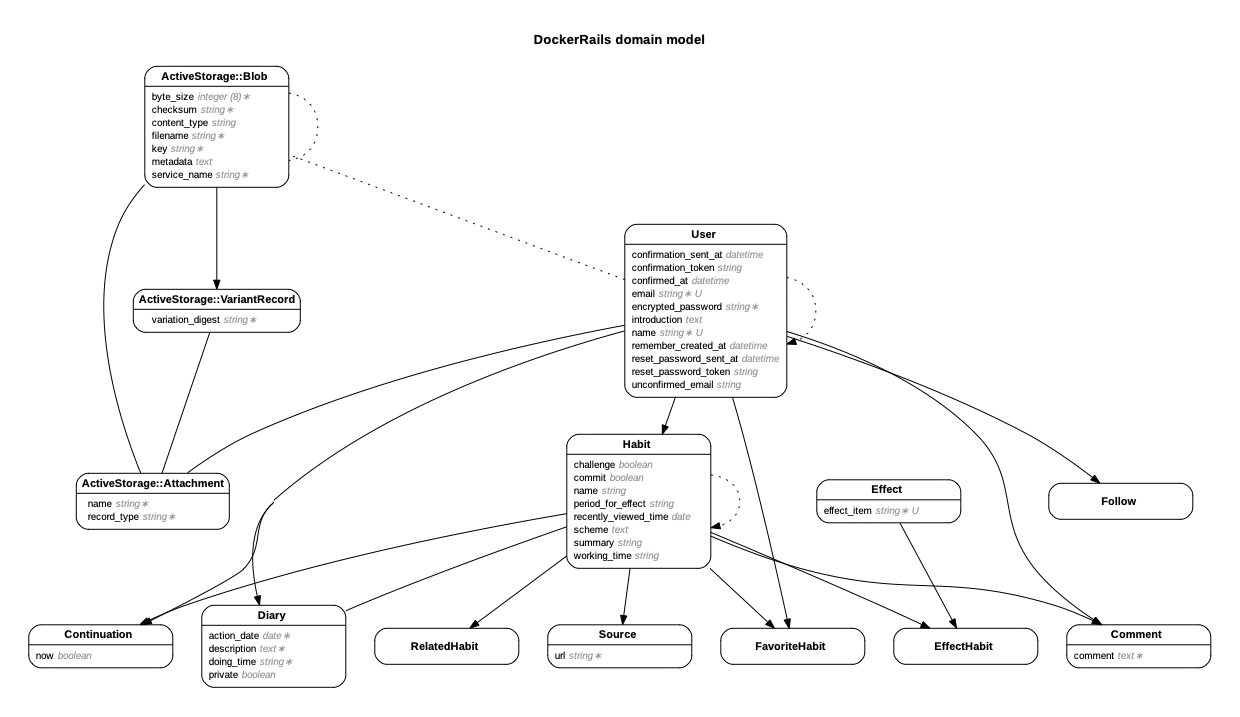 DockerRails domain model
ActiveStorage::Blob
byte_size integer (8) ∗
checksum string ∗
content_type string
filename string ∗
key string ∗
metadata text
service_name string ∗
User
confirmation_sent_at datetime
confirmation_token string
confirmed_at datetime
email string ∗ U
encrypted_password string ∗
introduction text
name string ∗ U
remember_created_at datetime
reset_password_sent_at datetime
reset_password_token string
unconfirmed_email string
ActiveStorage::VariantRecord
variation_digest string ∗
Habit
challenge boolean
commit boolean
name string
period_for_effect string
recently_viewed_time date
scheme text
summary string
working_time string
ActiveStorage::Attachment
name string ∗
record_type string ∗
Effect
effect_item string ∗ U
Follow
Continuation
now boolean
Diary
action_date date ∗
description text ∗
doing_time string ∗
private boolean
RelatedHabit
Source
url string ∗
FavoriteHabit
EffectHabit
Comment
comment text ∗